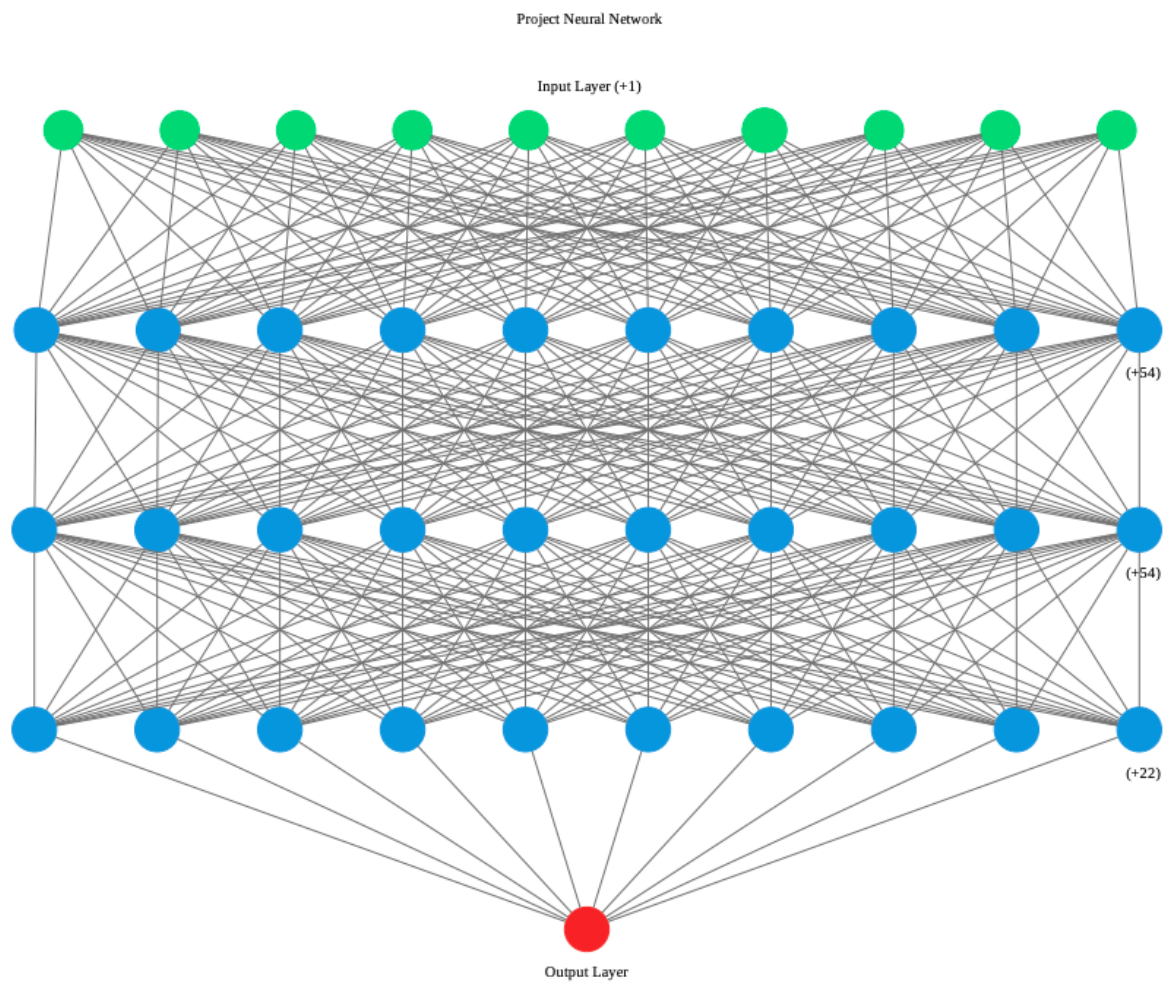 Project Neural Network
Input Layer (+1)
(+54)
(+54)
(+22)
Output Layer